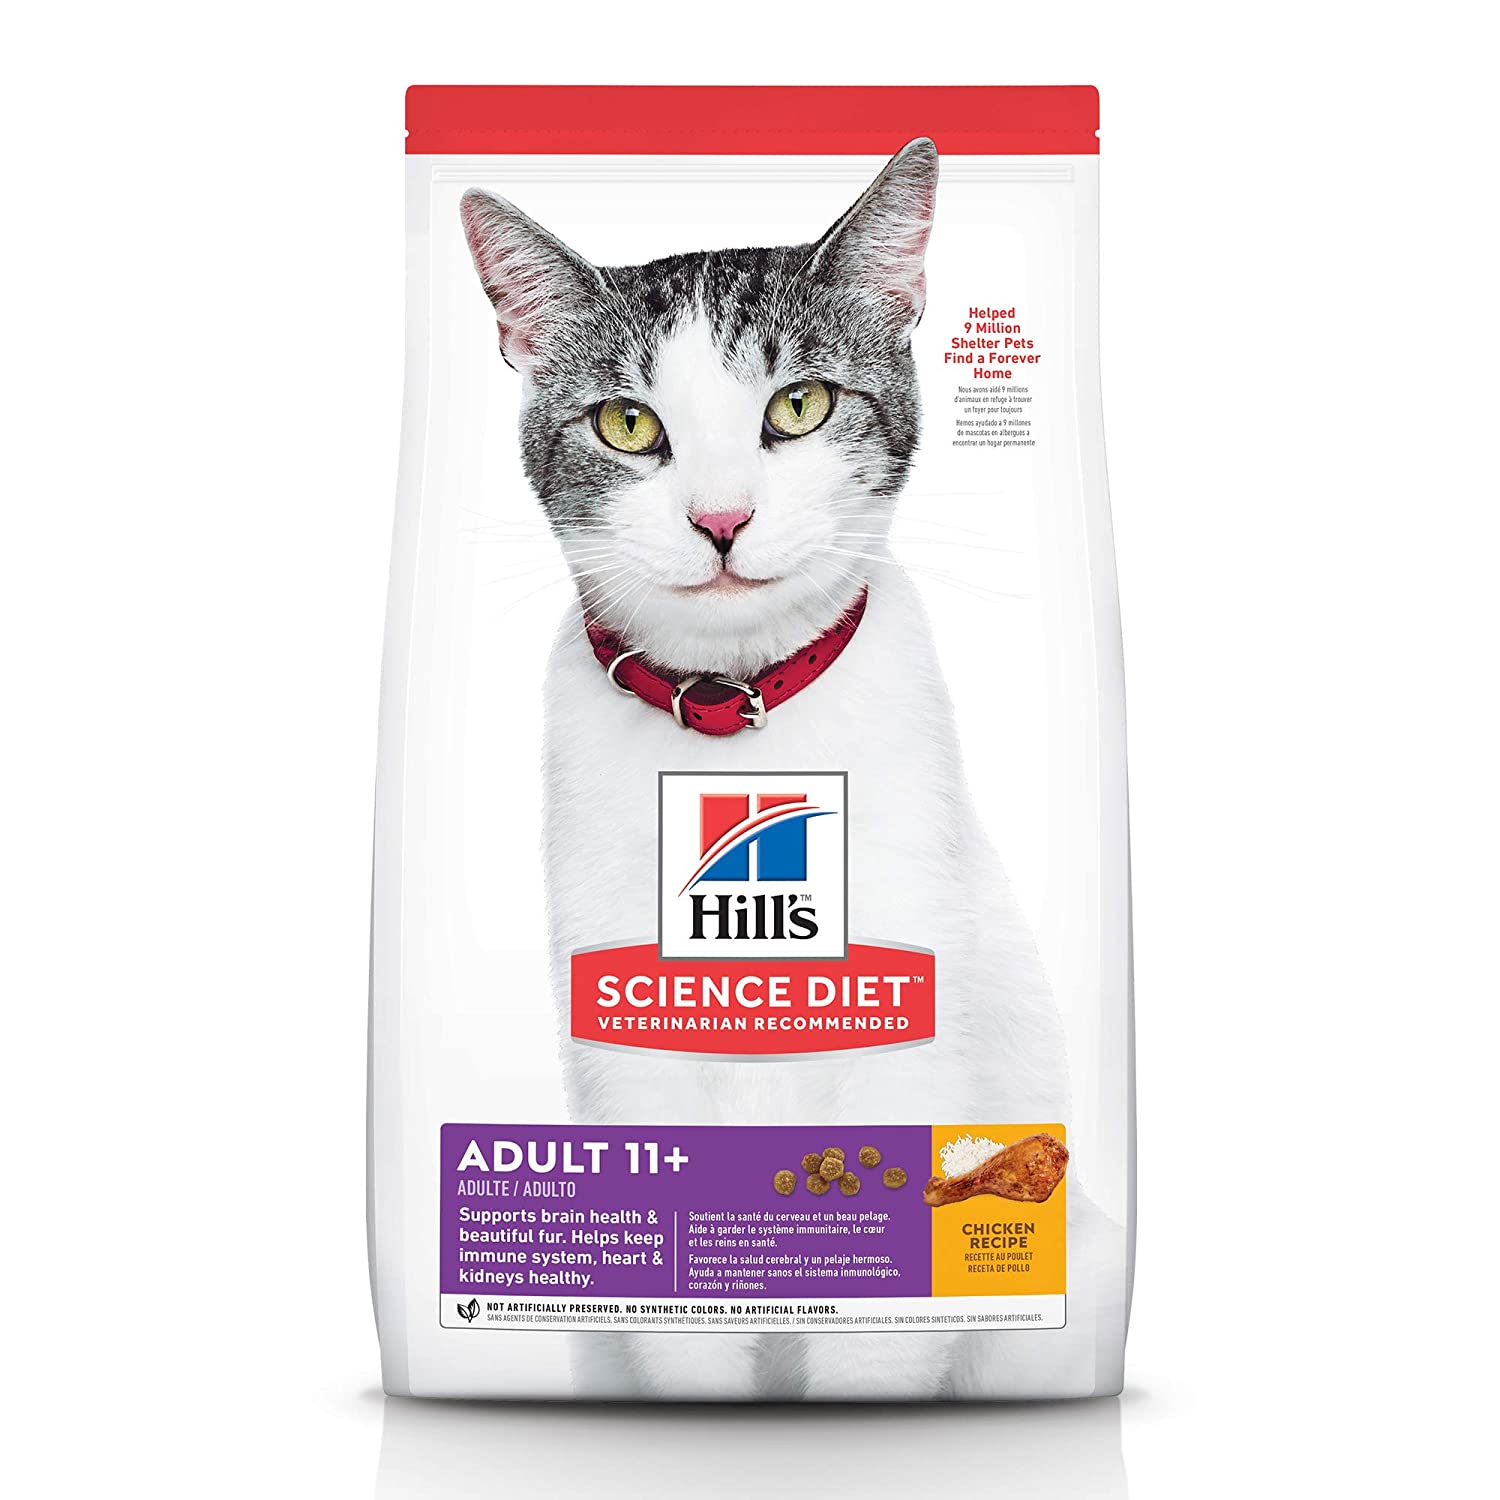 Helped
9 Million
Shelter Pets
Find a Forever
Home
Nous avons aidé 9 millions
d'animaux en refuge à trouver
un foyer pour toujours
Hemos ayudado a 9 millones
de mascotas en albergues a
encontrar un hogar permanente
Hill's™
SCIENCE DIET™
VETERINARIAN RECOMMENDED
ADULT 11+
ADULTE / ADULTO
Supports brain health &
beautiful fur. Helps keep
immune system, heart &
kidneys healthy.
Soutient la santé du cerveau et un beau pelage.
Aide à garder le système immunitaire, le cœur
et les reins en santé.
Favorece la salud cerebral y un pelaje hermoso.
Ayuda a mantener sanos el sistema inmunológico,
corazón y riñones.
CHICKEN
RECIPE
RECETTE AU POULET
RECETA DE POLLO
NOT ARTIFICIALLY PRESERVED. NO SYNTHETIC COLORS. NO ARTIFICIAL FLAVORS.
SANS AGENTS DE CONSERVATION ARTIFICIELS. SANS COLORANTS SYNTHÉTIQUES. SANS SAVEURS ARTIFICIELLES. / SIN CONSERVADORES ARTIFICIALES. SIN COLORES SINTETICOS. SIN SABORES ARTIFICIALES.